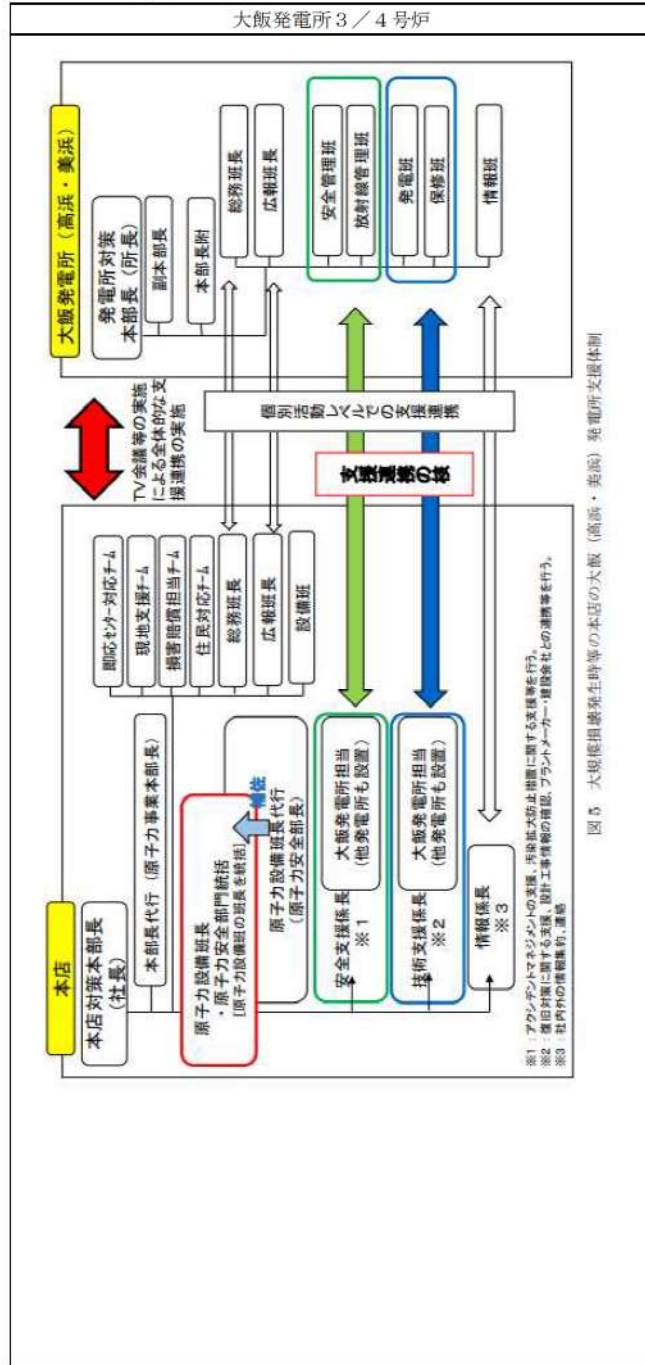 大飯発電所3／4号炉
本店
本店対策本部長
(社長)
本部長代行(原子力事業本部長)
即応センター対応チーム
現地支援チーム
損害賠償担当チーム
住民対応チーム
総務班長
広報班長
設備班
原子力設備班長
・原子力安全部門統括
[原子力設備班の班長を統括]
補佐
原子力設備班長代行
(原子力安全部長)
安全支援係長
※1
大飯発電所担当
(他発電所も設置)
技術支援係長
※2
大飯発電所担当
(他発電所も設置)
情報係長
※3
※1：アクシデントマネジメントの支援、汚染拡大防止措置に関する支援等を行う。
※2：復旧対策に関する支援、設計工事情報の確認、プラントメーカー・建設会社との連携等を行う。
※3：社内外の情報集約、連絡
TV会議等の実施
による全体的な支
援連携の実施
個別活動レベルでの支援連携
支援連携の核
大飯発電所(高浜・美浜)
発電所対策
本部長(所長)
副本部長
本部長附
総務班長
広報班長
安全管理班
放射線管理班
発電班
保修班
情報班
図5 大規模損壊発生時等の本店の大飯(高浜・美浜)発電所支援体制